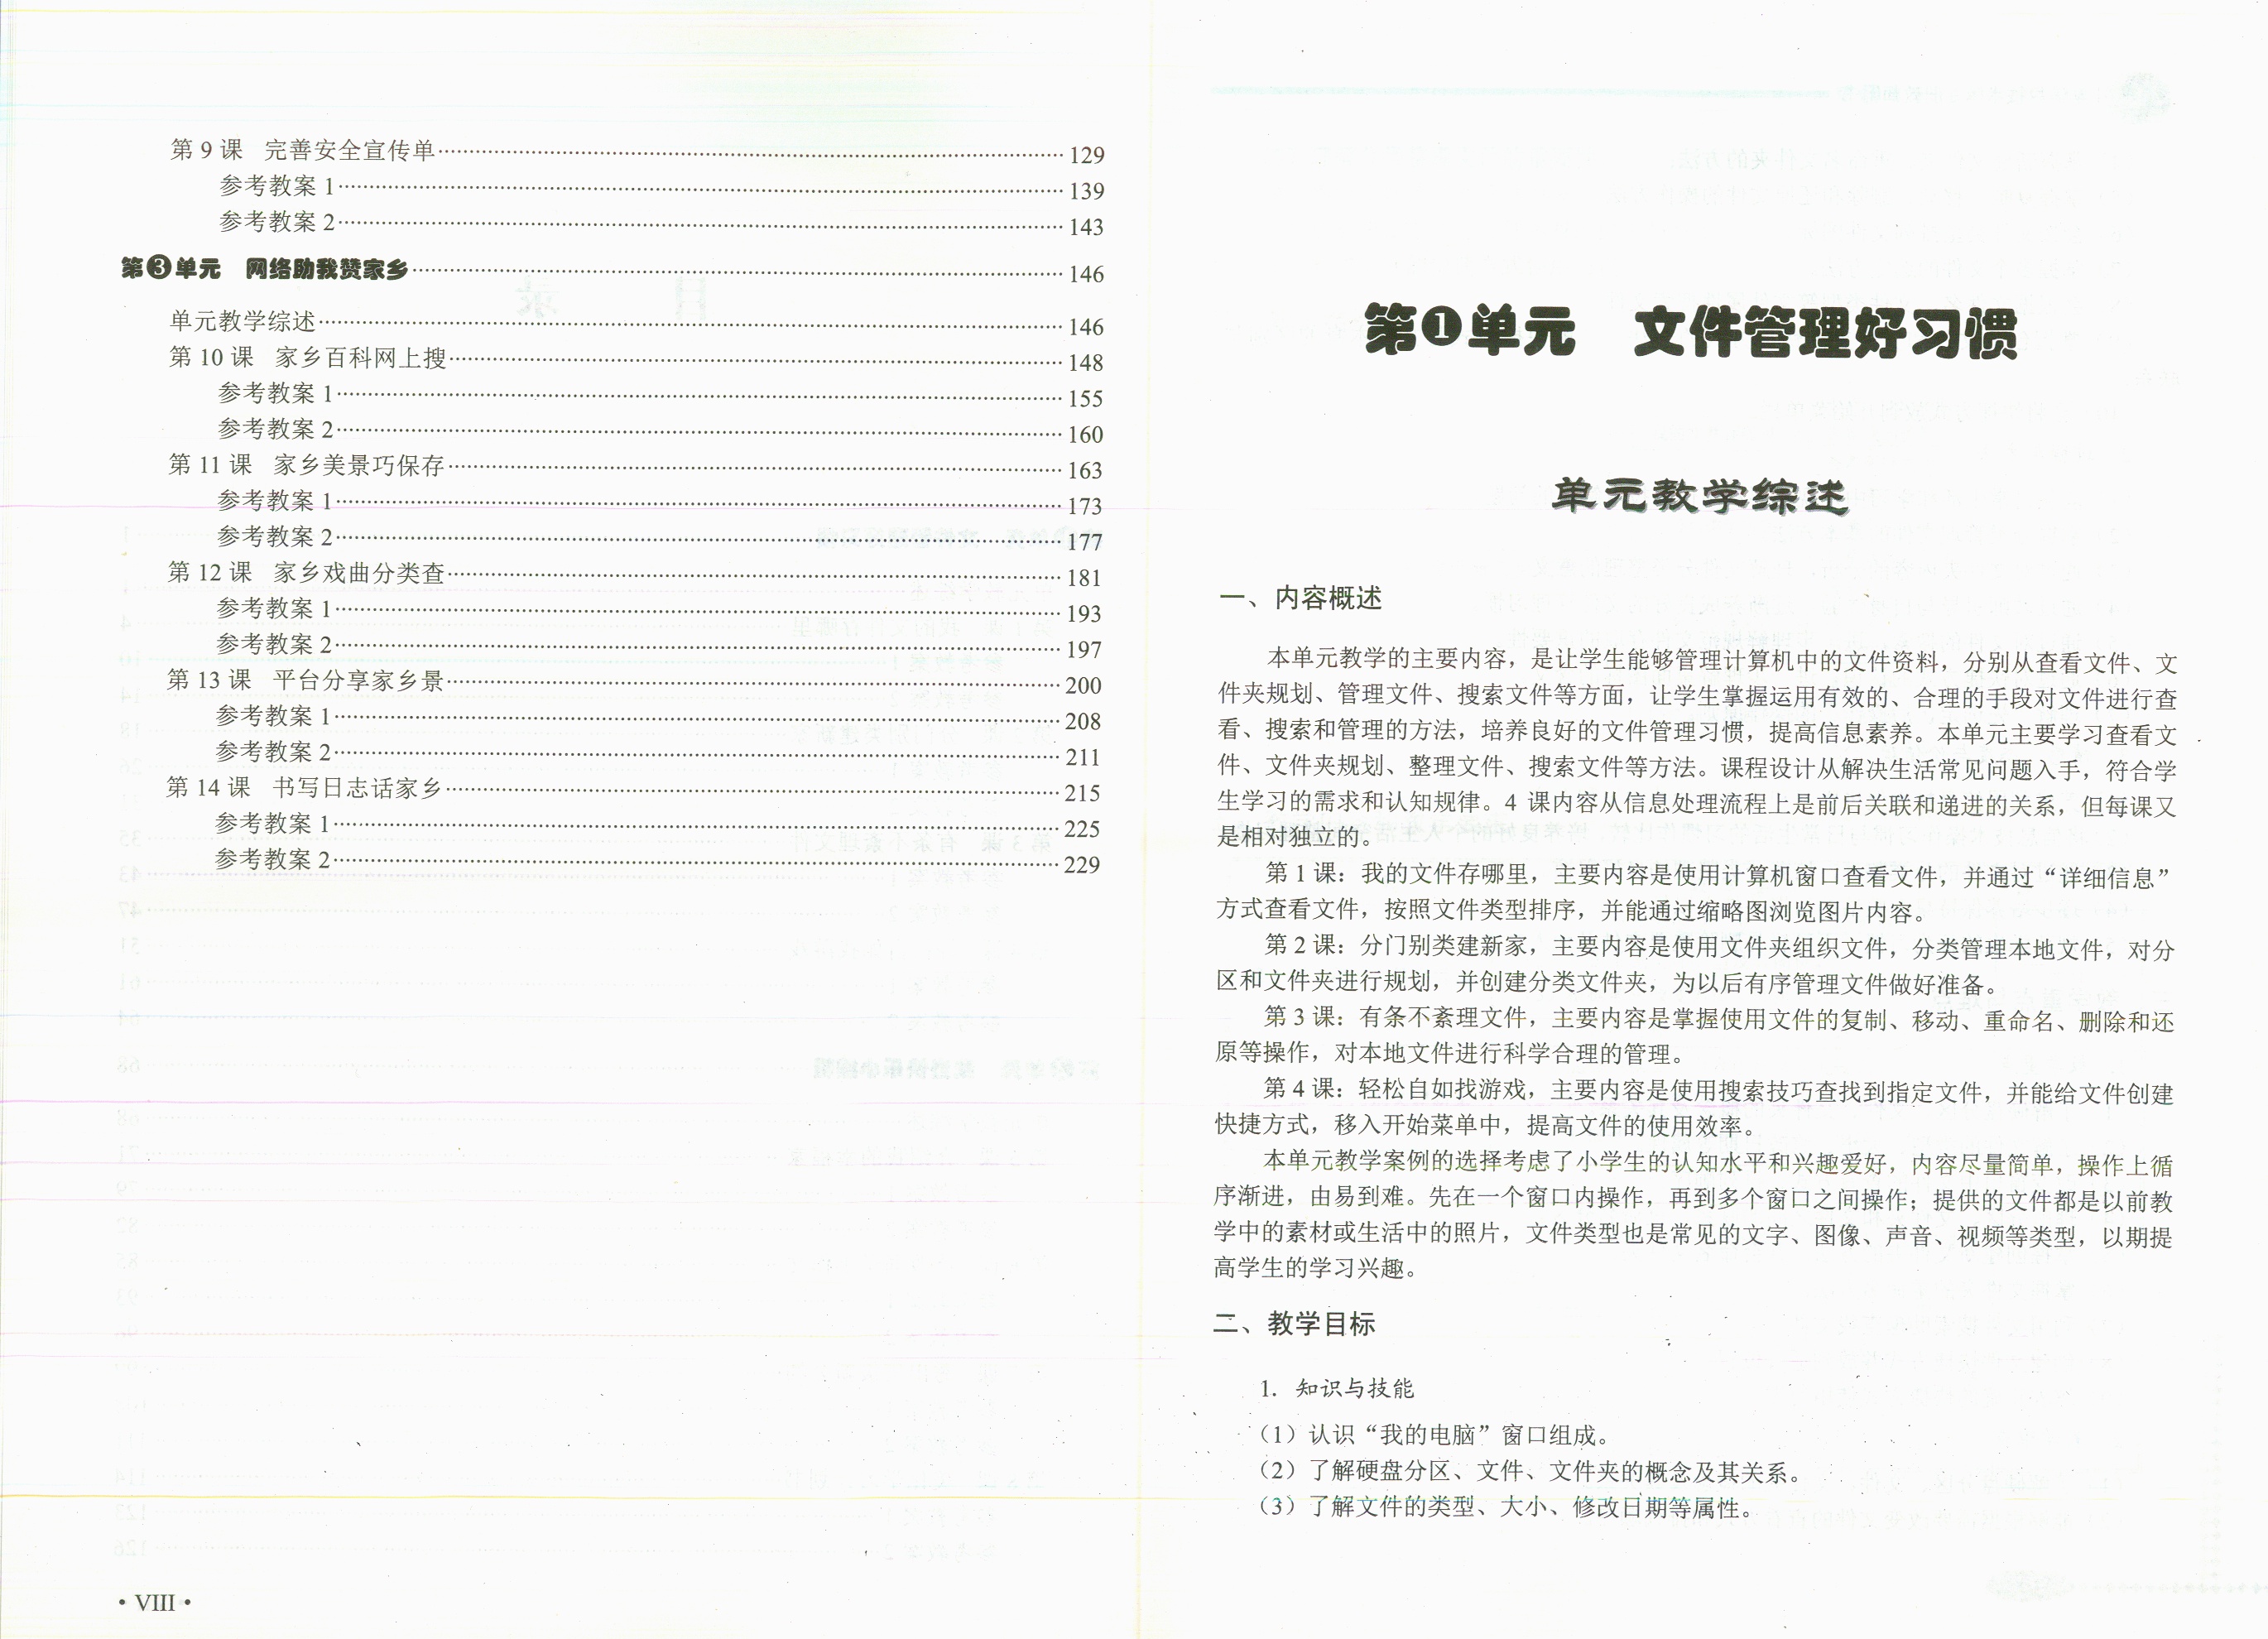 第 9 课 完善安全宣传单……129
参考教案 1……139
参考教案 2……143
第❸单元 网络助我赞家乡……146
单元教学综述……146
第 10 课 家乡百科网上搜……148
参考教案 1……155
参考教案 2……160
第 11 课 家乡美景巧保存……163
参考教案 1……173
参考教案 2……177
第 12 课 家乡戏曲分类查……181
参考教案 1……193
参考教案 2……197
第 13 课 平台分享家乡景……200
参考教案 1……208
参考教案 2……211
第 14 课 书写日志话家乡……215
参考教案 1……225
参考教案 2……229
• VIII •
第❶单元 文件管理好习惯
单元教学综述
一、内容概述
本单元教学的主要内容，是让学生能够管理计算机中的文件资料，分别从查看文件、文
件夹规划、管理文件、搜索文件等方面，让学生掌握运用有效的、合理的手段对文件进行查
看、搜索和管理的方法，培养良好的文件管理习惯，提高信息素养。本单元主要学习查看文
件、文件夹规划、整理文件、搜索文件等方法。课程设计从解决生活常见问题入手，符合学
生学习的需求和认知规律。4 课内容从信息处理流程上是前后关联和递进的关系，但每课又
是相对独立的。
第 1 课：我的文件存哪里，主要内容是使用计算机窗口查看文件，并通过“详细信息”
方式查看文件，按照文件类型排序，并能通过缩略图浏览图片内容。
第 2 课：分门别类建新家，主要内容是使用文件夹组织文件，分类管理本地文件，对分
区和文件夹进行规划，并创建分类文件夹，为以后有序管理文件做好准备。
第 3 课：有条不紊理文件，主要内容是掌握使用文件的复制、移动、重命名、删除和还
原等操作，对本地文件进行科学合理的管理。
第 4 课：轻松自如找游戏，主要内容是使用搜索技巧查找到指定文件，并能给文件创建
快捷方式，移入开始菜单中，提高文件的使用效率。
本单元教学案例的选择考虑了小学生的认知水平和兴趣爱好，内容尽量简单，操作上循
序渐进，由易到难。先在一个窗口内操作，再到多个窗口之间操作；提供的文件都是以前教
学中的素材或生活中的照片，文件类型也是常见的文字、图像、声音、视频等类型，以期提
高学生的学习兴趣。
二、教学目标
1. 知识与技能
（1）认识“我的电脑”窗口组成。
（2）了解硬盘分区、文件、文件夹的概念及其关系。
（3）了解文件的类型、大小、修改日期等属性。